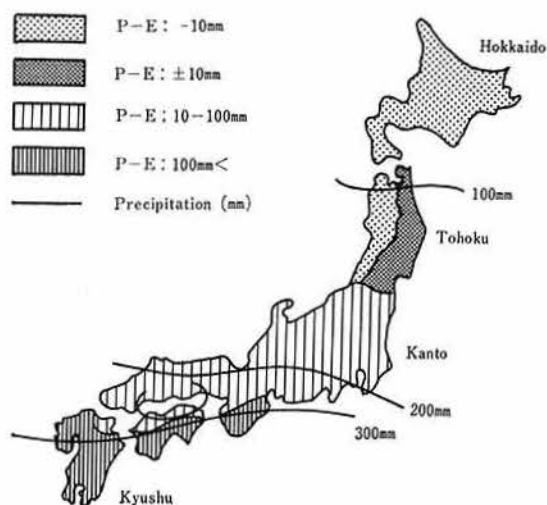 P-E: -10mm
P-E: ±10mm
P-E: 10-100mm
P-E: 100mm<
Precipitation (mm)
Hokkaido
100mm
Tohoku
Kanto
200mm
300mm
Kyushu